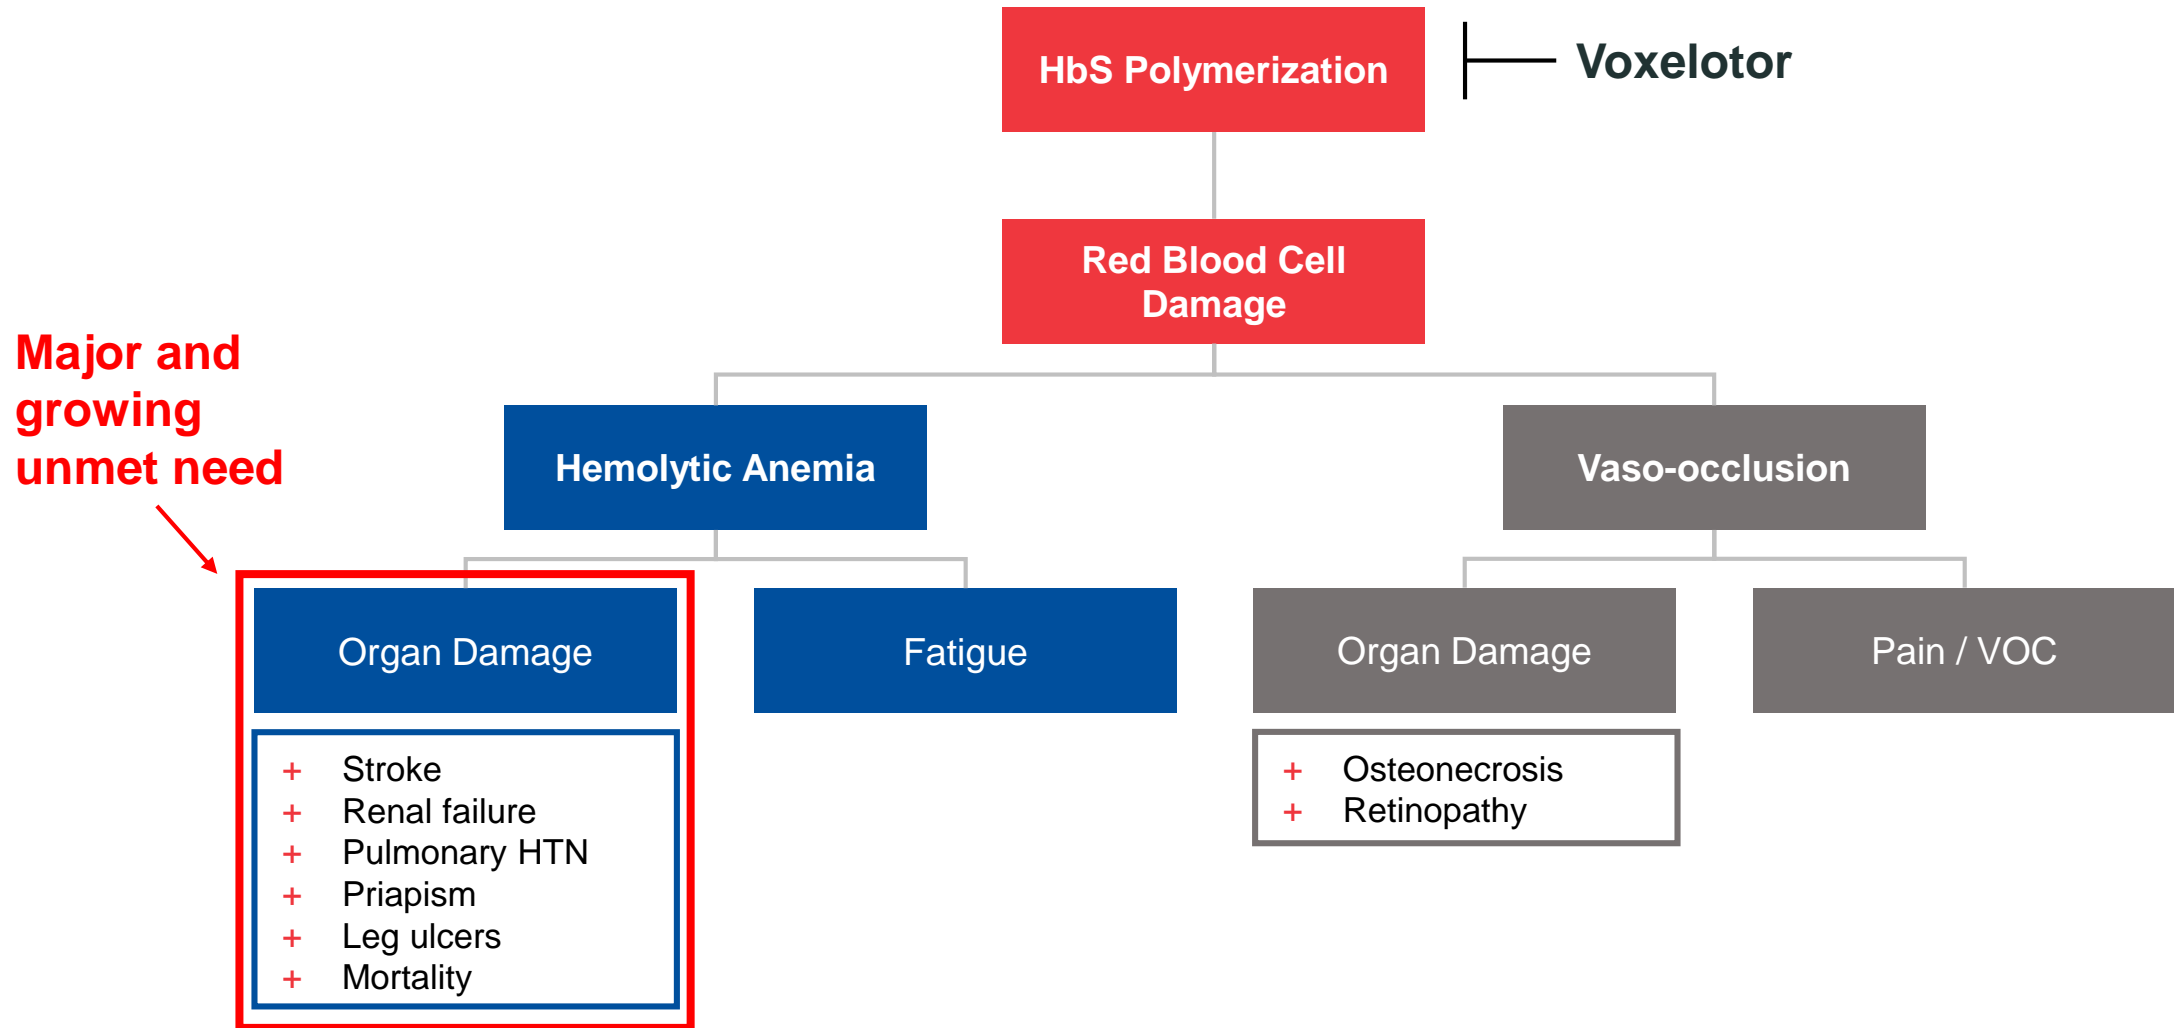 HbS Polymerization
Voxelotor
Red Blood Cell
Damage
Major and
growing
unmet need
Hemolytic Anemia
Vaso-occlusion
Organ Damage
Fatigue
Organ Damage
Pain / VOC
+ Stroke
+ Renal failure
+ Pulmonary HTN
+ Priapism
+ Leg ulcers
+ Mortality
+ Osteonecrosis
+ Retinopathy